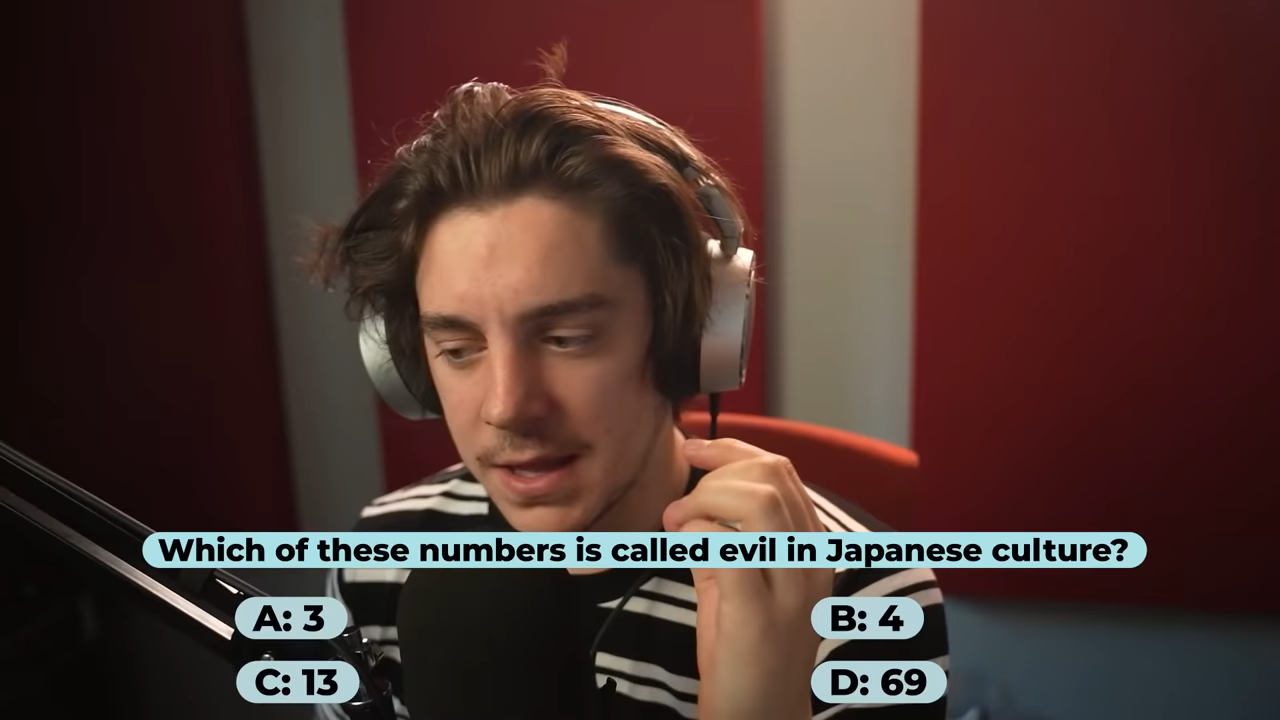 Which of these numbers is called evil in Japanese culture?
A: 3
B: 4
C: 13
D: 69